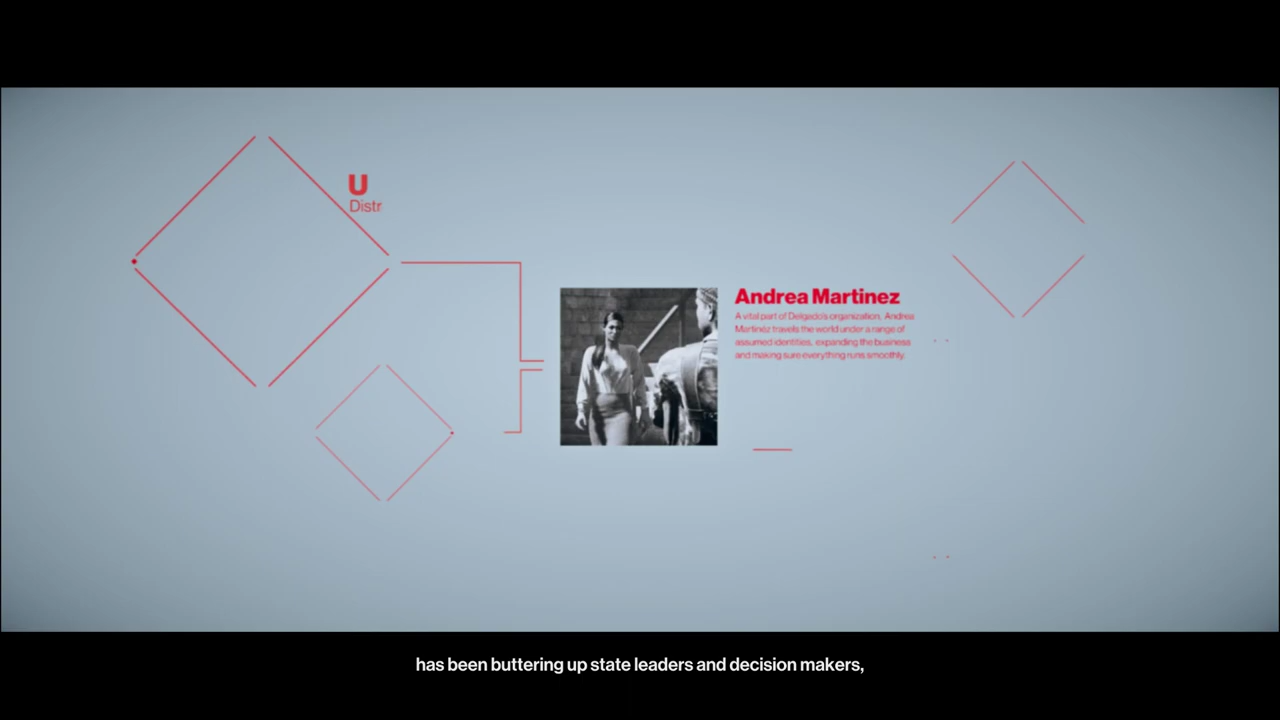 U
Distr
Andrea Martinez
A vital part of Delgado's organization, Andrea
Martinez travels the world under a range of
assumed identities, expanding the business
and making sure everything runs smoothly.
has been buttering up state leaders and decision makers,